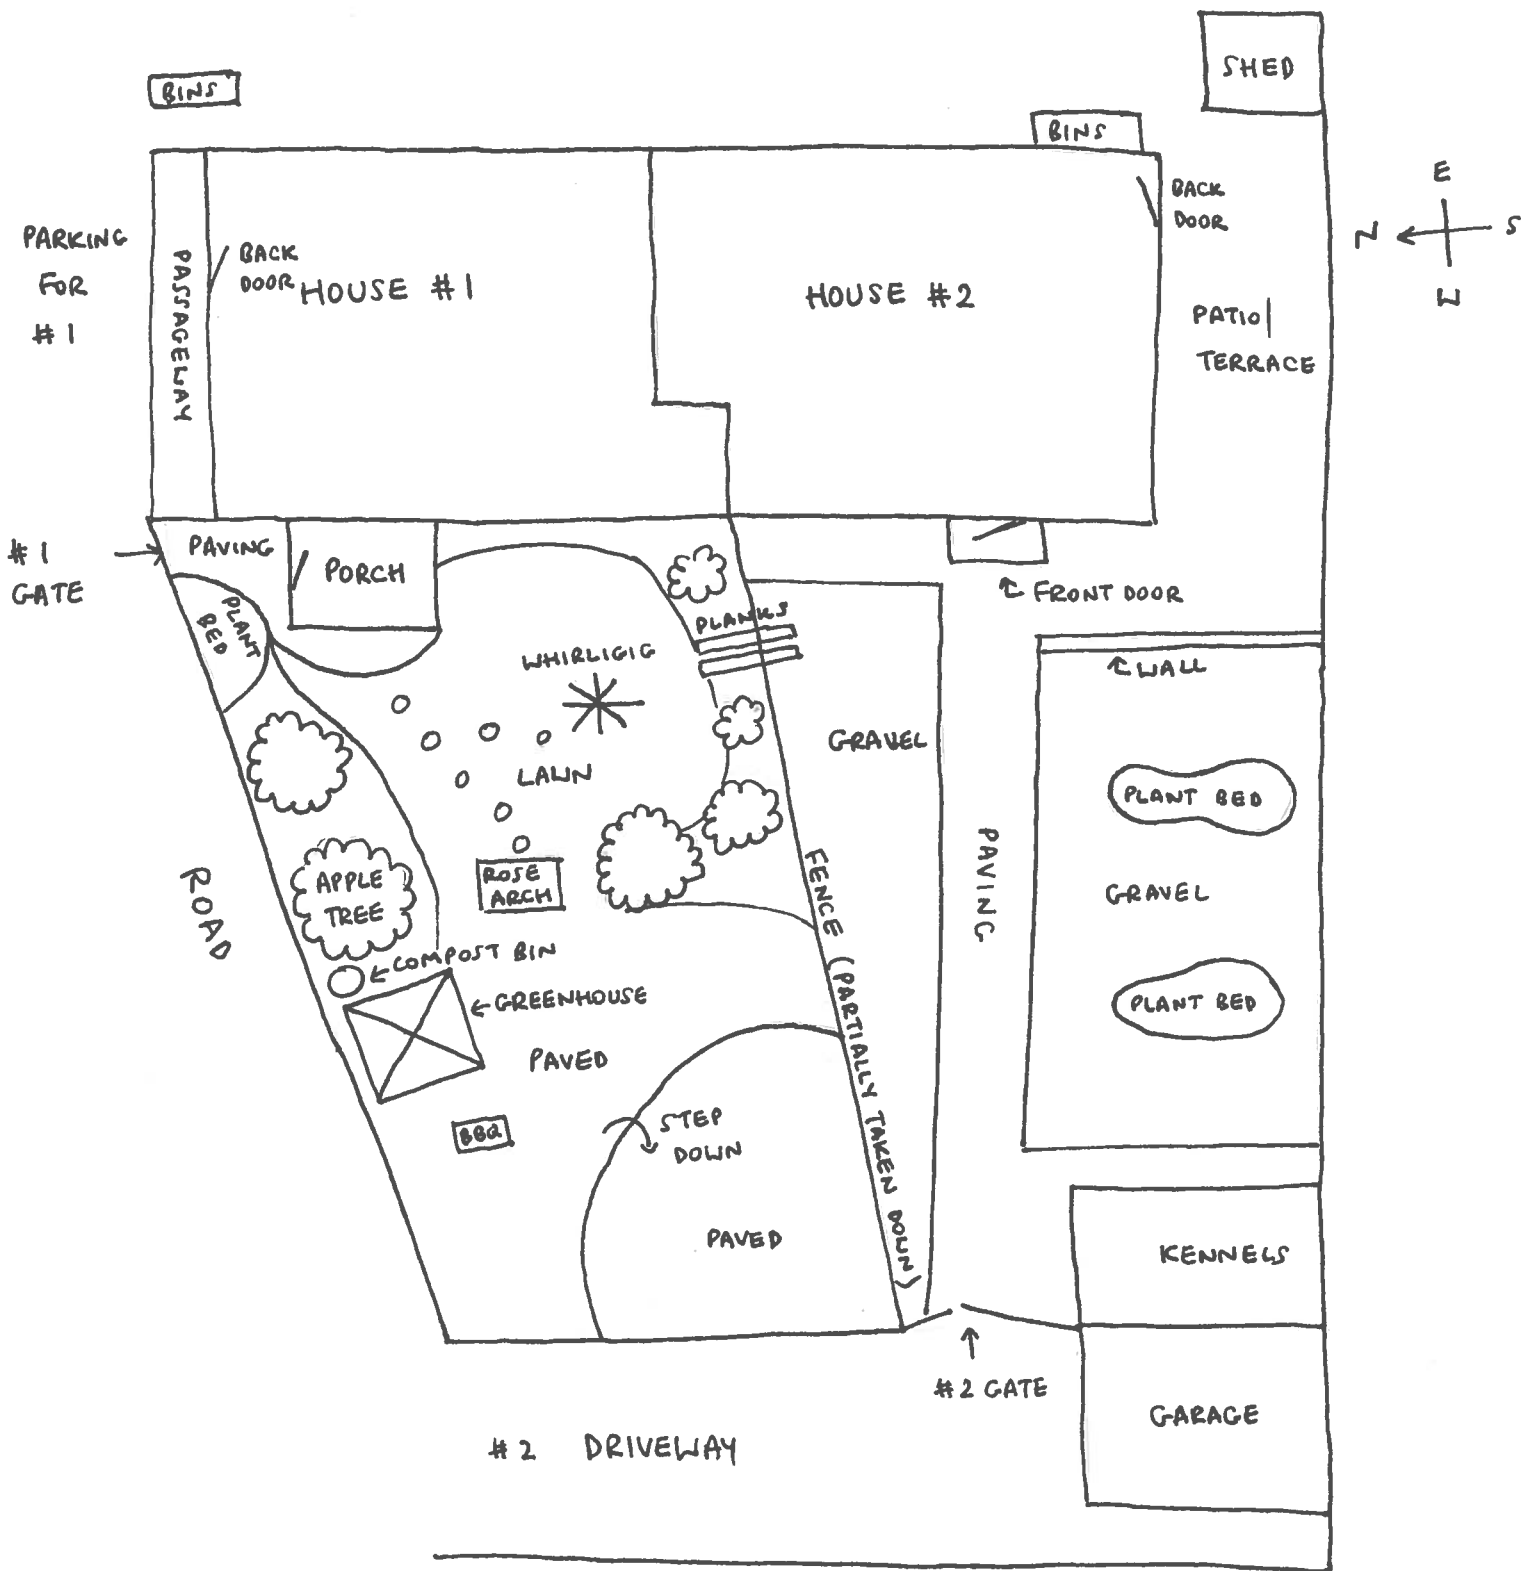 SHED
BINS
BINS
E
N
S
W
BACK
DOOR
PARKING
FOR
#1
PASSAGEWAY
BACK
DOOR
HOUSE #1
HOUSE #2
PATIO/
TERRACE
#1
GATE
PAVING
PORCH
FRONT DOOR
PLANT
BED
PLANKS
WHIRLIGIG
WALL
GRAVEL
LAWN
PLANT BED
PAVING
ROSE
ARCH
APPLE
TREE
GRAVEL
ROAD
FENCE (PARTIALLY TAKEN DOWN)
COMPOST BIN
GREENHOUSE
PLANT BED
PAVED
BBQ
STEP
DOWN
PAVED
KENNELS
#2 GATE
GARAGE
#2 DRIVEWAY